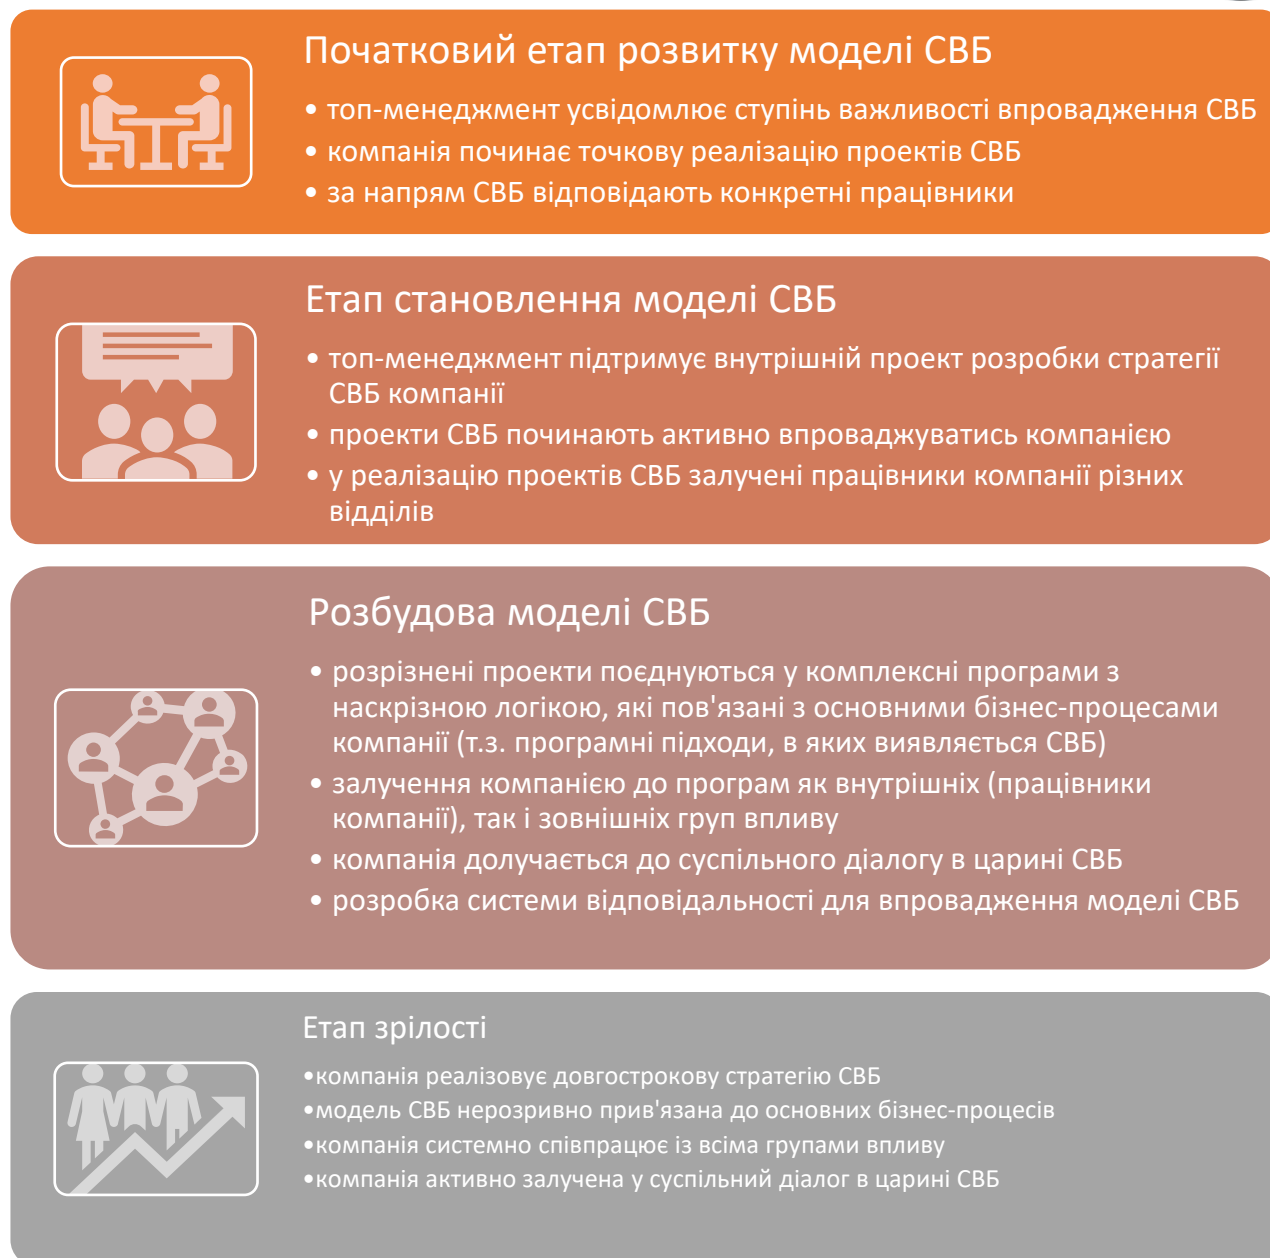 Початковий етап розвитку моделі СВБ
• топ-менеджмент усвідомлює ступінь важливості впровадження СВБ
• компанія починає точкову реалізацію проектів СВБ
• за напрям СВБ відповідають конкретні працівники
Етап становлення моделі СВБ
• топ-менеджмент підтримує внутрішній проект розробки стратегії
СВБ компанії
• проекти СВБ починають активно впроваджуватись компанією
• у реалізацію проектів СВБ залучені працівники компанії різних
відділів
Розбудова моделі СВБ
• розрізнені проекти поєднуються у комплексні програми з
наскрізною логікою, які пов'язані з основними бізнес-процесами
компанії (т.з. програмні підходи, в яких виявляється СВБ)
• залучення компанією до програм як внутрішніх (працівники
компанії), так і зовнішніх груп впливу
• компанія долучається до суспільного діалогу в царині СВБ
• розробка системи відповідальності для впровадження моделі СВБ
Етап зрілості
•компанія реалізовує довгострокову стратегію СВБ
•модель СВБ нерозривно прив'язана до основних бізнес-процесів
•компанія системно співпрацює із всіма групами впливу
•компанія активно залучена у суспільний діалог в царині СВБ